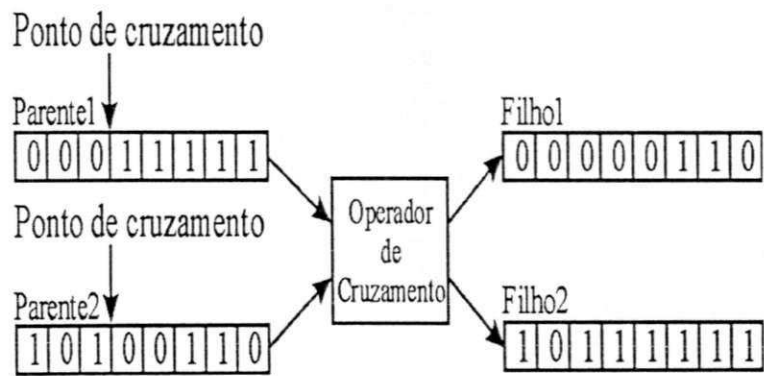 Ponto de cruzamento
Parente1
0 0 0 1 1 1 1 1
Ponto de cruzamento
Parente2
1 0 1 0 0 1 1 0
Operador
de
Cruzamento
Filho1
0 0 0 0 0 1 1 0
Filho2
1 0 1 1 1 1 1 1